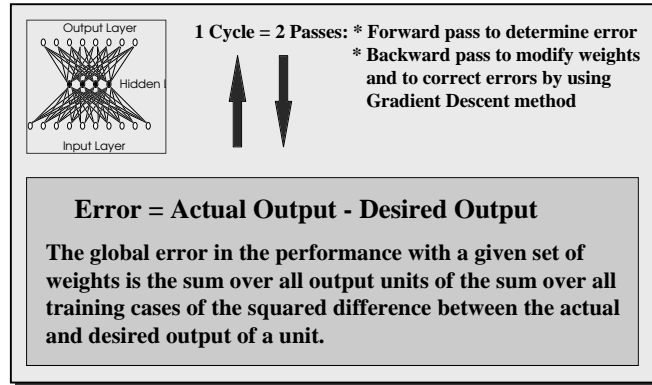 Output Layer
Hidden l
Input Layer
1 Cycle = 2 Passes: * Forward pass to determine error
* Backward pass to modify weights
and to correct errors by using
Gradient Descent method
Error = Actual Output - Desired Output
The global error in the performance with a given set of
weights is the sum over all output units of the sum over all
training cases of the squared difference between the actual
and desired output of a unit.